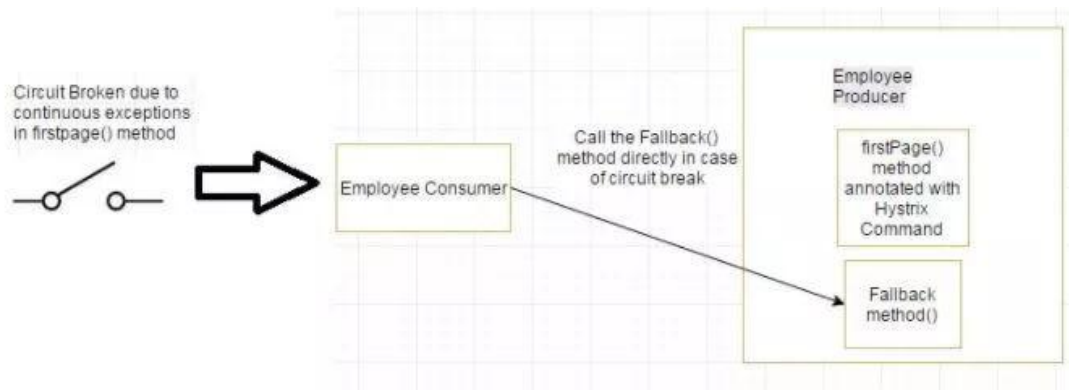 Circuit Broken due to
continuous exceptions
in firstpage() method
Employee Consumer
Call the Fallback()
method directly in case
of circuit break
Employee
Producer
firstPage()
method
annotated with
Hystrix
Command
Fallback
method()